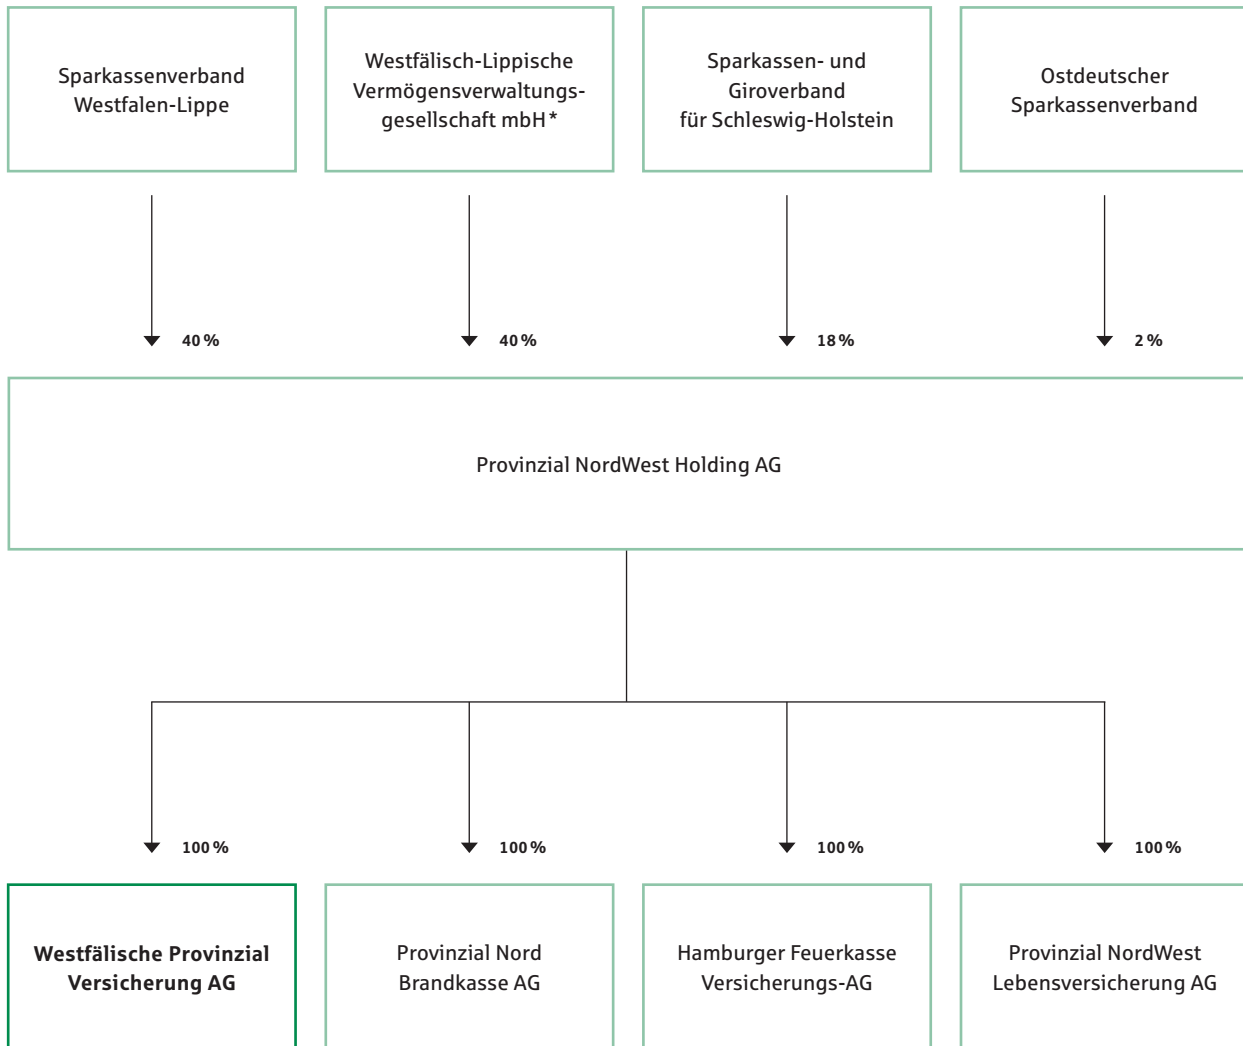 Sparkassenverband
Westfalen-Lippe
Westfälisch-Lippische
Vermögensverwaltungs-
gesellschaft mbH*
Sparkassen- und
Giroverband
für Schleswig-Holstein
Ostdeutscher
Sparkassenverband
40 %
40 %
18 %
2 %
Provinzial NordWest Holding AG
100 %
100 %
100 %
100 %
Westfälische Provinzial
Versicherung AG
Provinzial Nord
Brandkasse AG
Hamburger Feuerkasse
Versicherungs-AG
Provinzial NordWest
Lebensversicherung AG